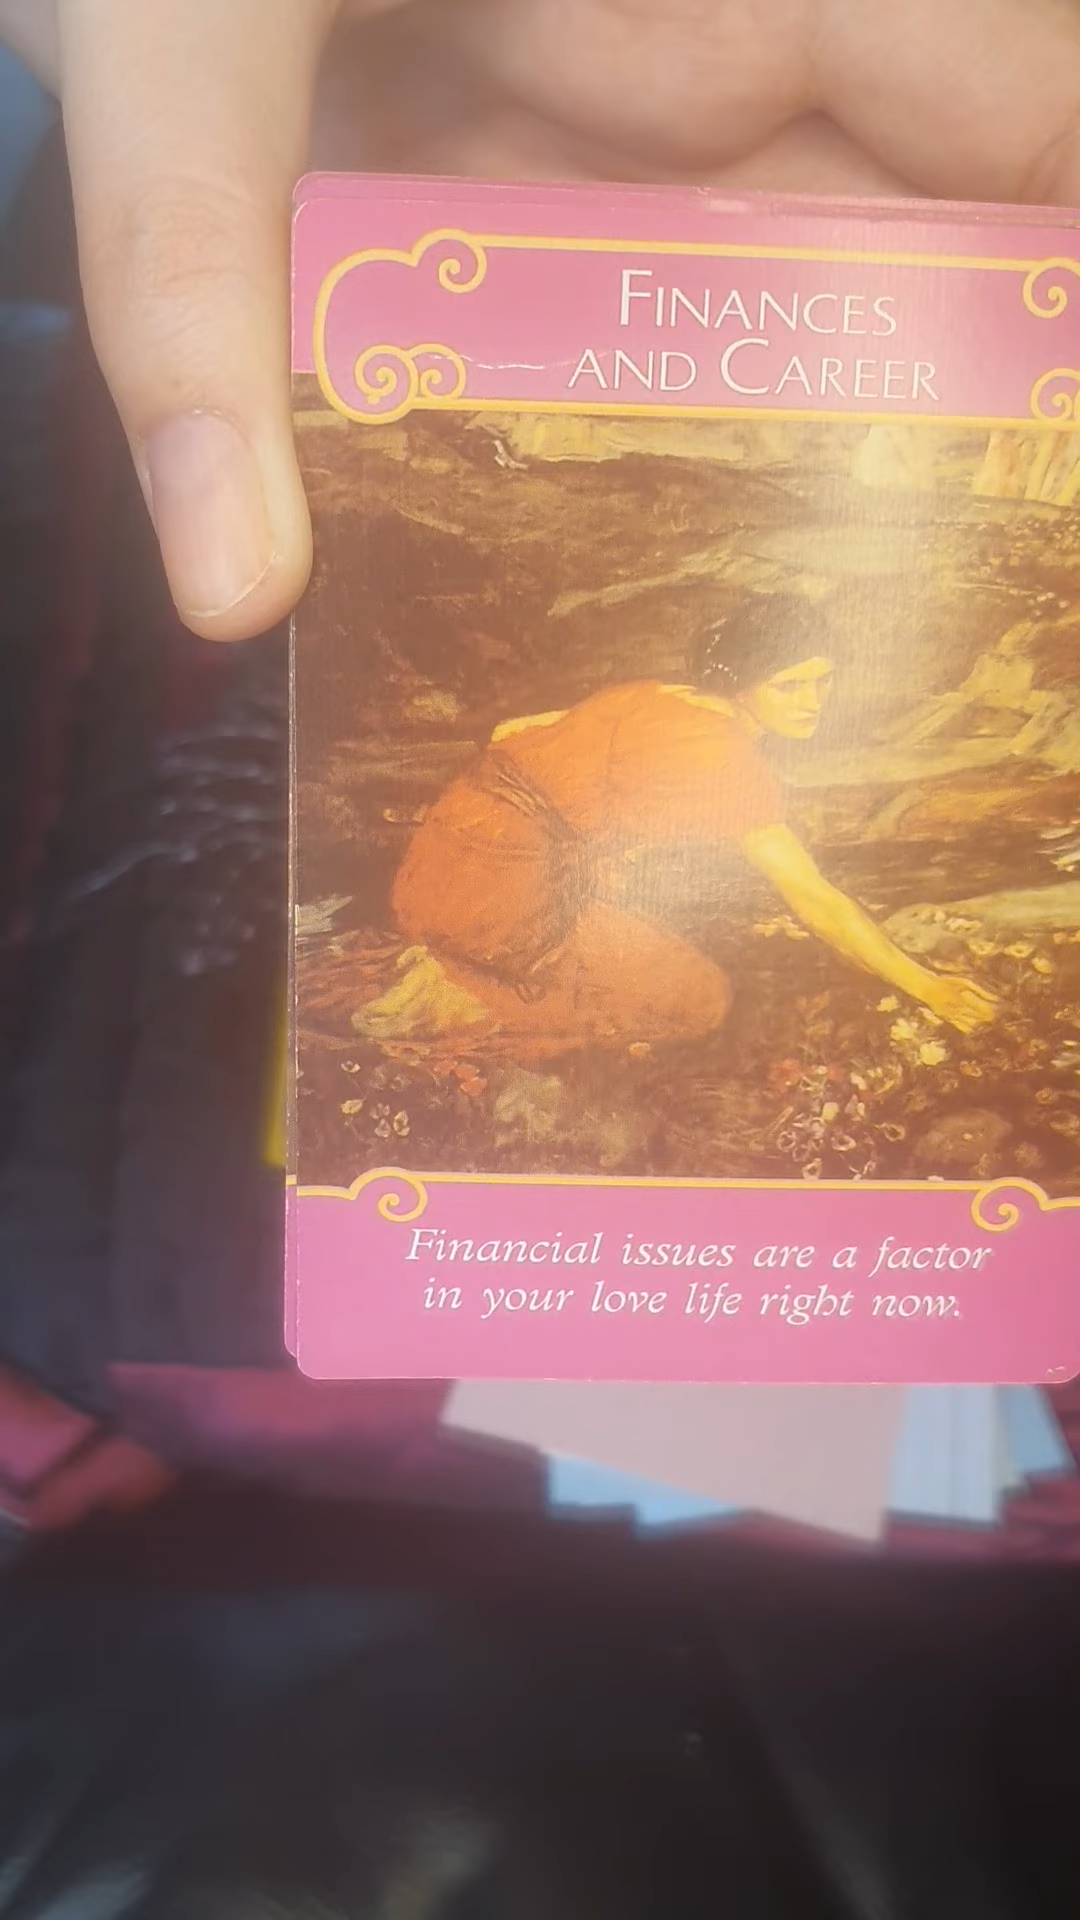 FINANCES
AND CAREER
Financial issues are a factor
in your love life right now.